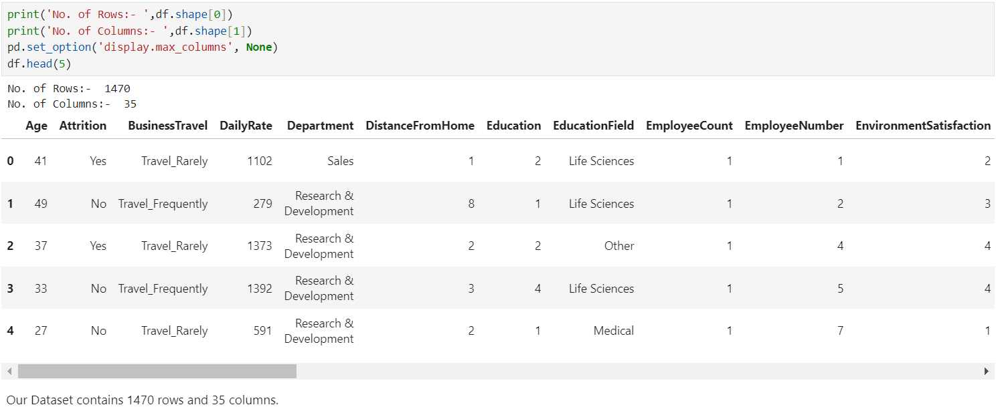 print('No. of Rows:- ',df.shape[0])
print('No. of Columns:- ',df.shape[1])
pd.set_option('display.max_columns', None)
df.head(5)
No. of Rows:-  1470
No. of Columns:-  35
Age Attrition BusinessTravel DailyRate Department DistanceFromHome Education EducationField EmployeeCount EmployeeNumber EnvironmentSatisfaction
0 41 Yes Travel_Rarely 1102 Sales 1 2 Life Sciences 1 1 2
1 49 No Travel_Frequently 279 Research & Development 8 1 Life Sciences 1 2 3
2 37 Yes Travel_Rarely 1373 Research & Development 2 2 Other 1 4 4
3 33 No Travel_Frequently 1392 Research & Development 3 4 Life Sciences 1 5 4
4 27 No Travel_Rarely 591 Research & Development 2 1 Medical 1 7 1
Our Dataset contains 1470 rows and 35 columns.